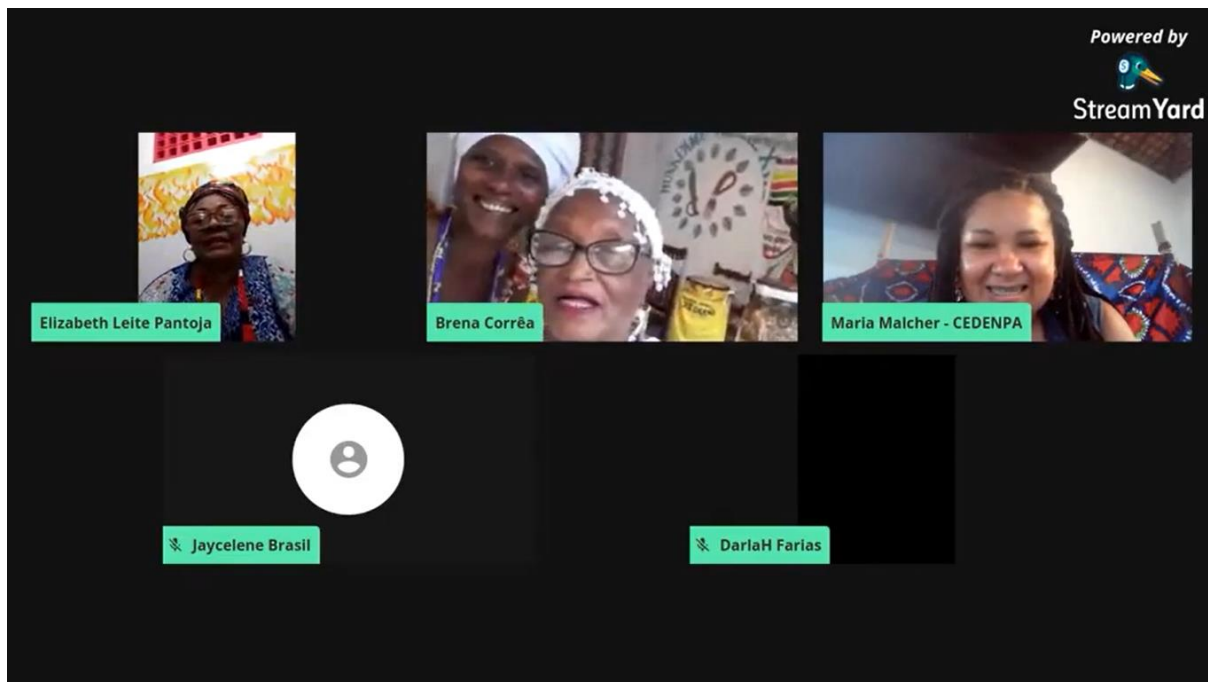 Powered by
StreamYard
Elizabeth Leite Pantoja
Brena Corrêa
Maria Malcher - CEDENPA
Jaycelene Brasil
DarlaH Farias